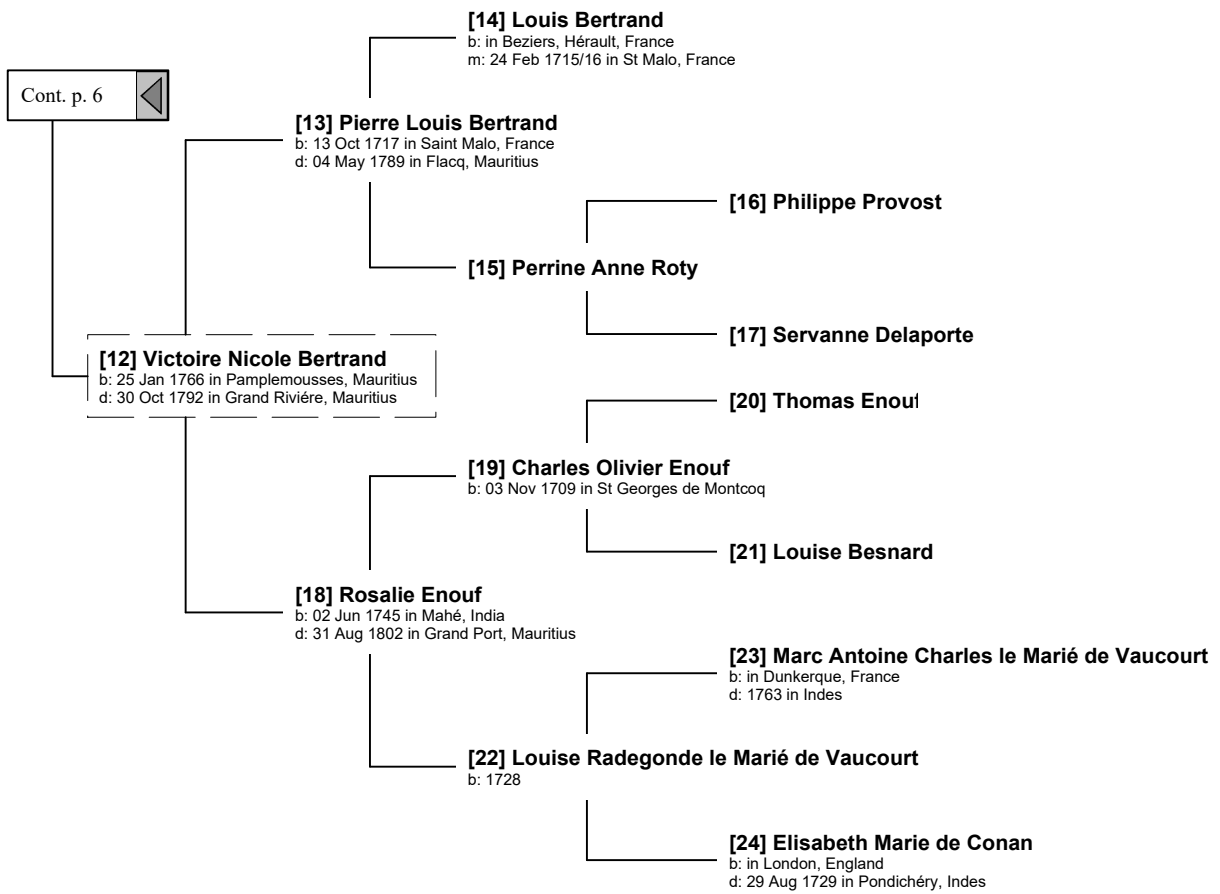 [14] Louis Bertrand
b: in Beziers, Hérault, France
m: 24 Feb 1715/16 in St Malo, France
Cont. p. 6
[13] Pierre Louis Bertrand
b: 13 Oct 1717 in Saint Malo, France
d: 04 May 1789 in Flacq, Mauritius
[16] Philippe Provost
[15] Perrine Anne Roty
[17] Servanne Delaporte
[12] Victoire Nicole Bertrand
b: 25 Jan 1766 in Pamplemousses, Mauritius
d: 30 Oct 1792 in Grand Riviére, Mauritius
[20] Thomas Enouf
[19] Charles Olivier Enouf
b: 03 Nov 1709 in St Georges de Montcoq
[21] Louise Besnard
[18] Rosalie Enouf
b: 02 Jun 1745 in Mahé, India
d: 31 Aug 1802 in Grand Port, Mauritius
[23] Marc Antoine Charles le Marié de Vaucourt
b: in Dunkerque, France
d: 1763 in Indes
[22] Louise Radegonde le Marié de Vaucourt
b: 1728
[24] Elisabeth Marie de Conan
b: in London, England
d: 29 Aug 1729 in Pondichéry, Indes